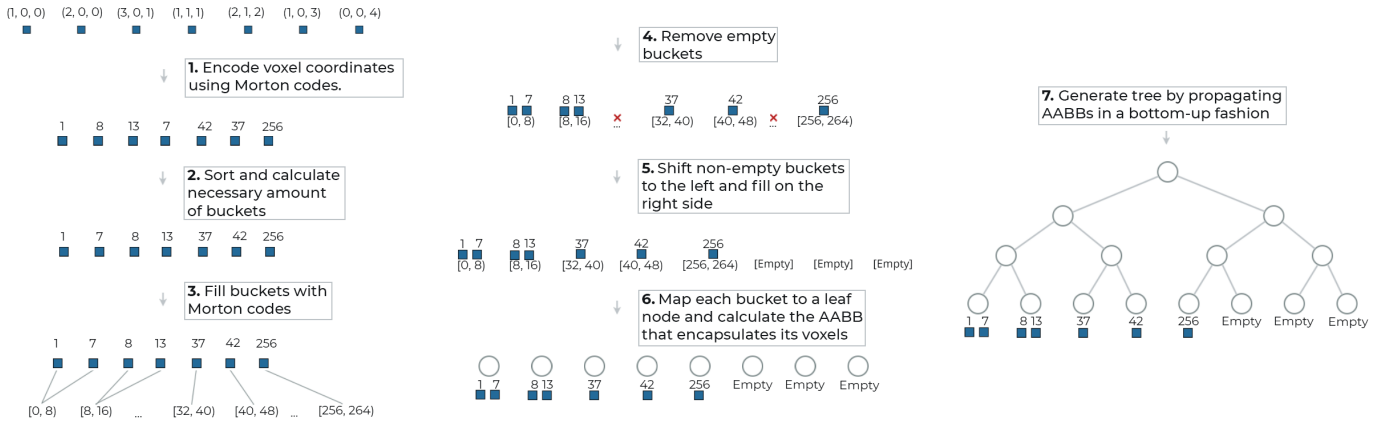 (1, 0, 0) (2, 0, 0) (3, 0, 1) (1, 1, 1) (2, 1, 2) (1, 0, 3) (0, 0, 4)
1. Encode voxel coordinates
using Morton codes.
1 8 13 7 42 37 256
2. Sort and calculate
necessary amount
of buckets
1 7 8 13 37 42 256
3. Fill buckets with
Morton codes
1 7 8 13 37 42 256
[0, 8) [8, 16) ... [32, 40) [40, 48) ... [256, 264)
4. Remove empty
buckets
1 7 8 13 37 42 256
[0, 8) [8, 16) ... [32, 40) [40, 48) ... [256, 264)
5. Shift non-empty buckets
to the left and fill on the
right side
1 7 8 13 37 42 256
[0, 8) [8, 16) [32, 40) [40, 48) [256, 264) [Empty) [Empty) [Empty)
6. Map each bucket to a leaf
node and calculate the AABB
that encapsulates its voxels
1 7 8 13 37 42 256 Empty Empty Empty
7. Generate tree by propagating
AABBs in a bottom-up fashion
1 7 8 13 37 42 256 Empty Empty Empty